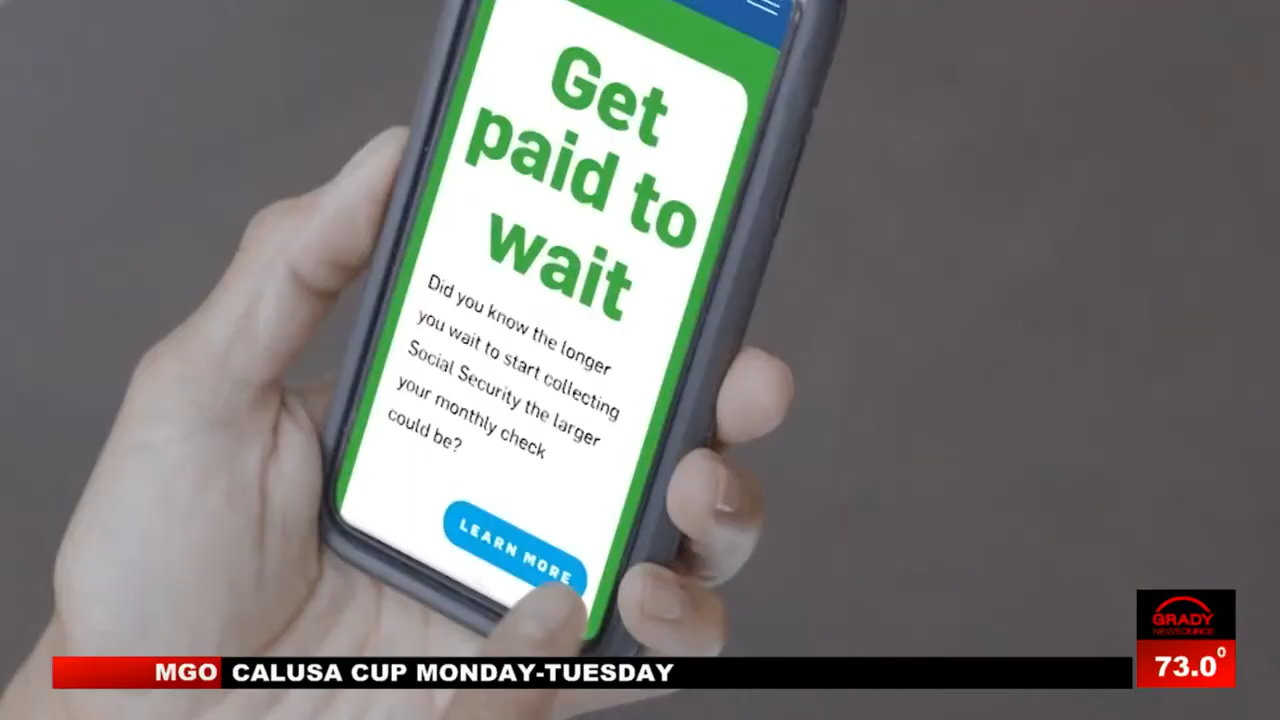 Get
paid to
wait
Did you know the longer
you wait to start collecting
Social Security the larger
your monthly check
could be?
LEARN MORE
GRADY
NEWSOURCE
MGO CALUSA CUP MONDAY-TUESDAY
73.0°